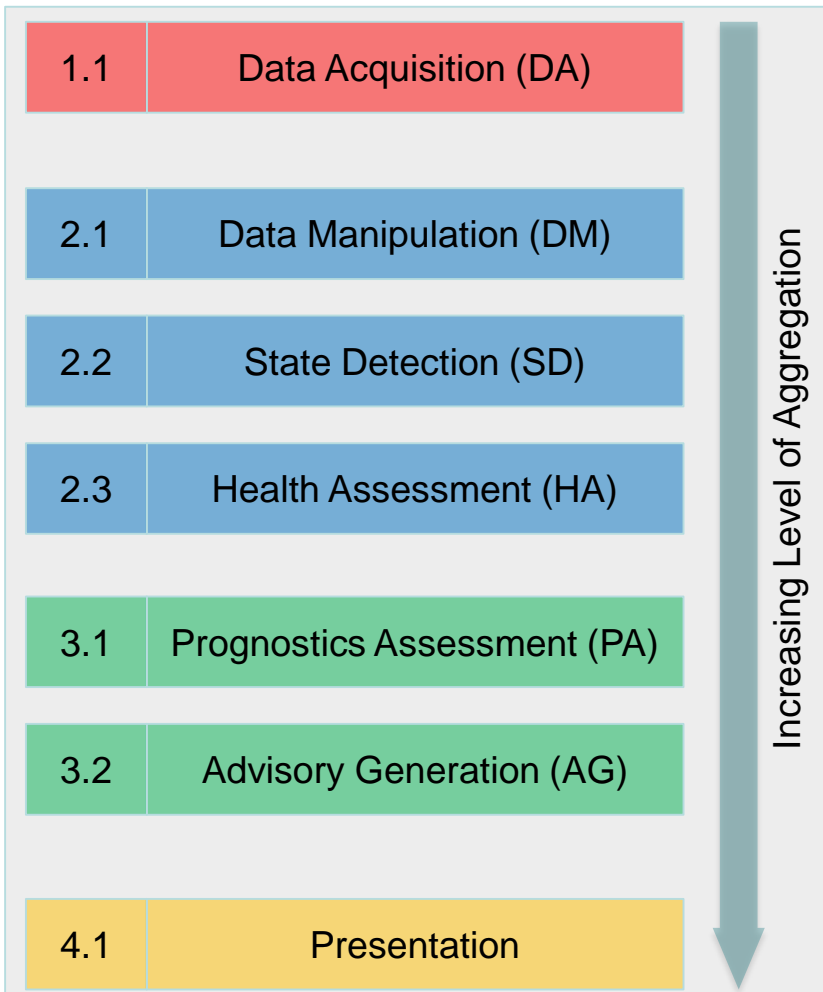 1.1 Data Acquisition (DA)
2.1 Data Manipulation (DM)
2.2 State Detection (SD)
2.3 Health Assessment (HA)
3.1 Prognostics Assessment (PA)
3.2 Advisory Generation (AG)
4.1 Presentation
Increasing Level of Aggregation